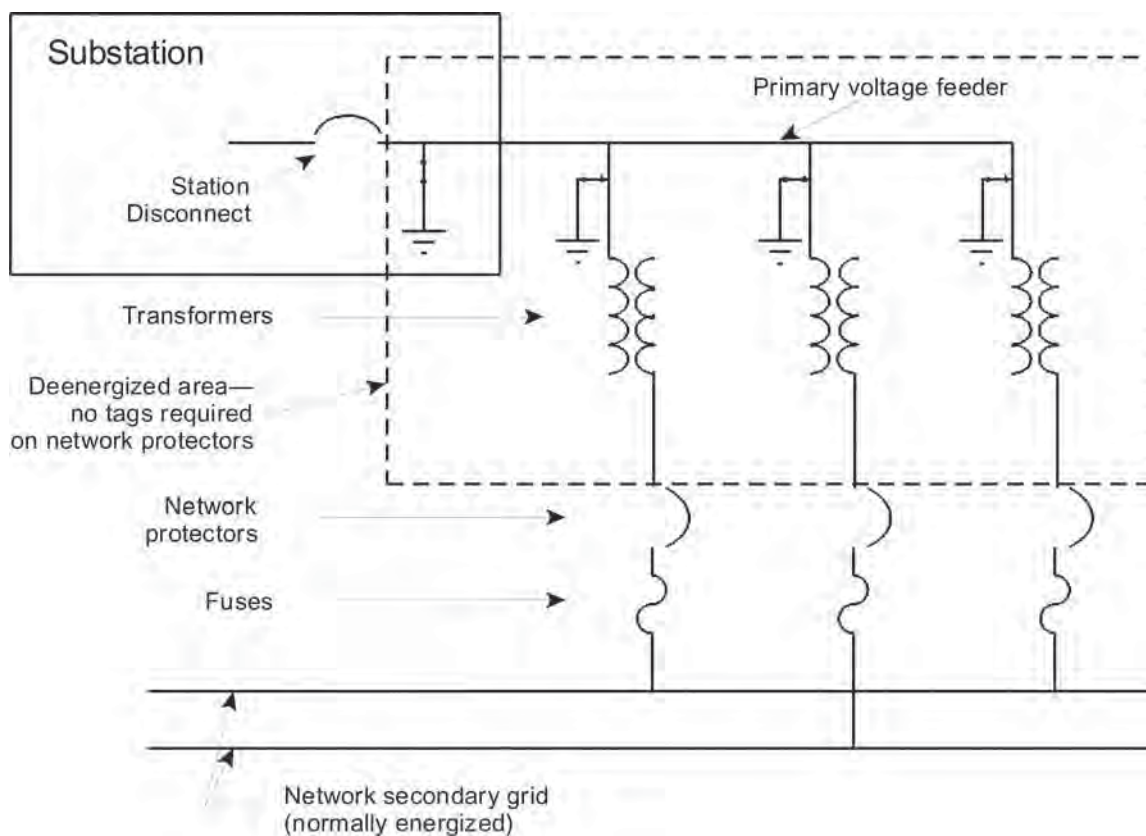 Substation
Primary voltage feeder
Station
Disconnect
Transformers
Deenergized area—
no tags required
on network protectors
Network
protectors
Fuses
Network secondary grid
(normally energized)